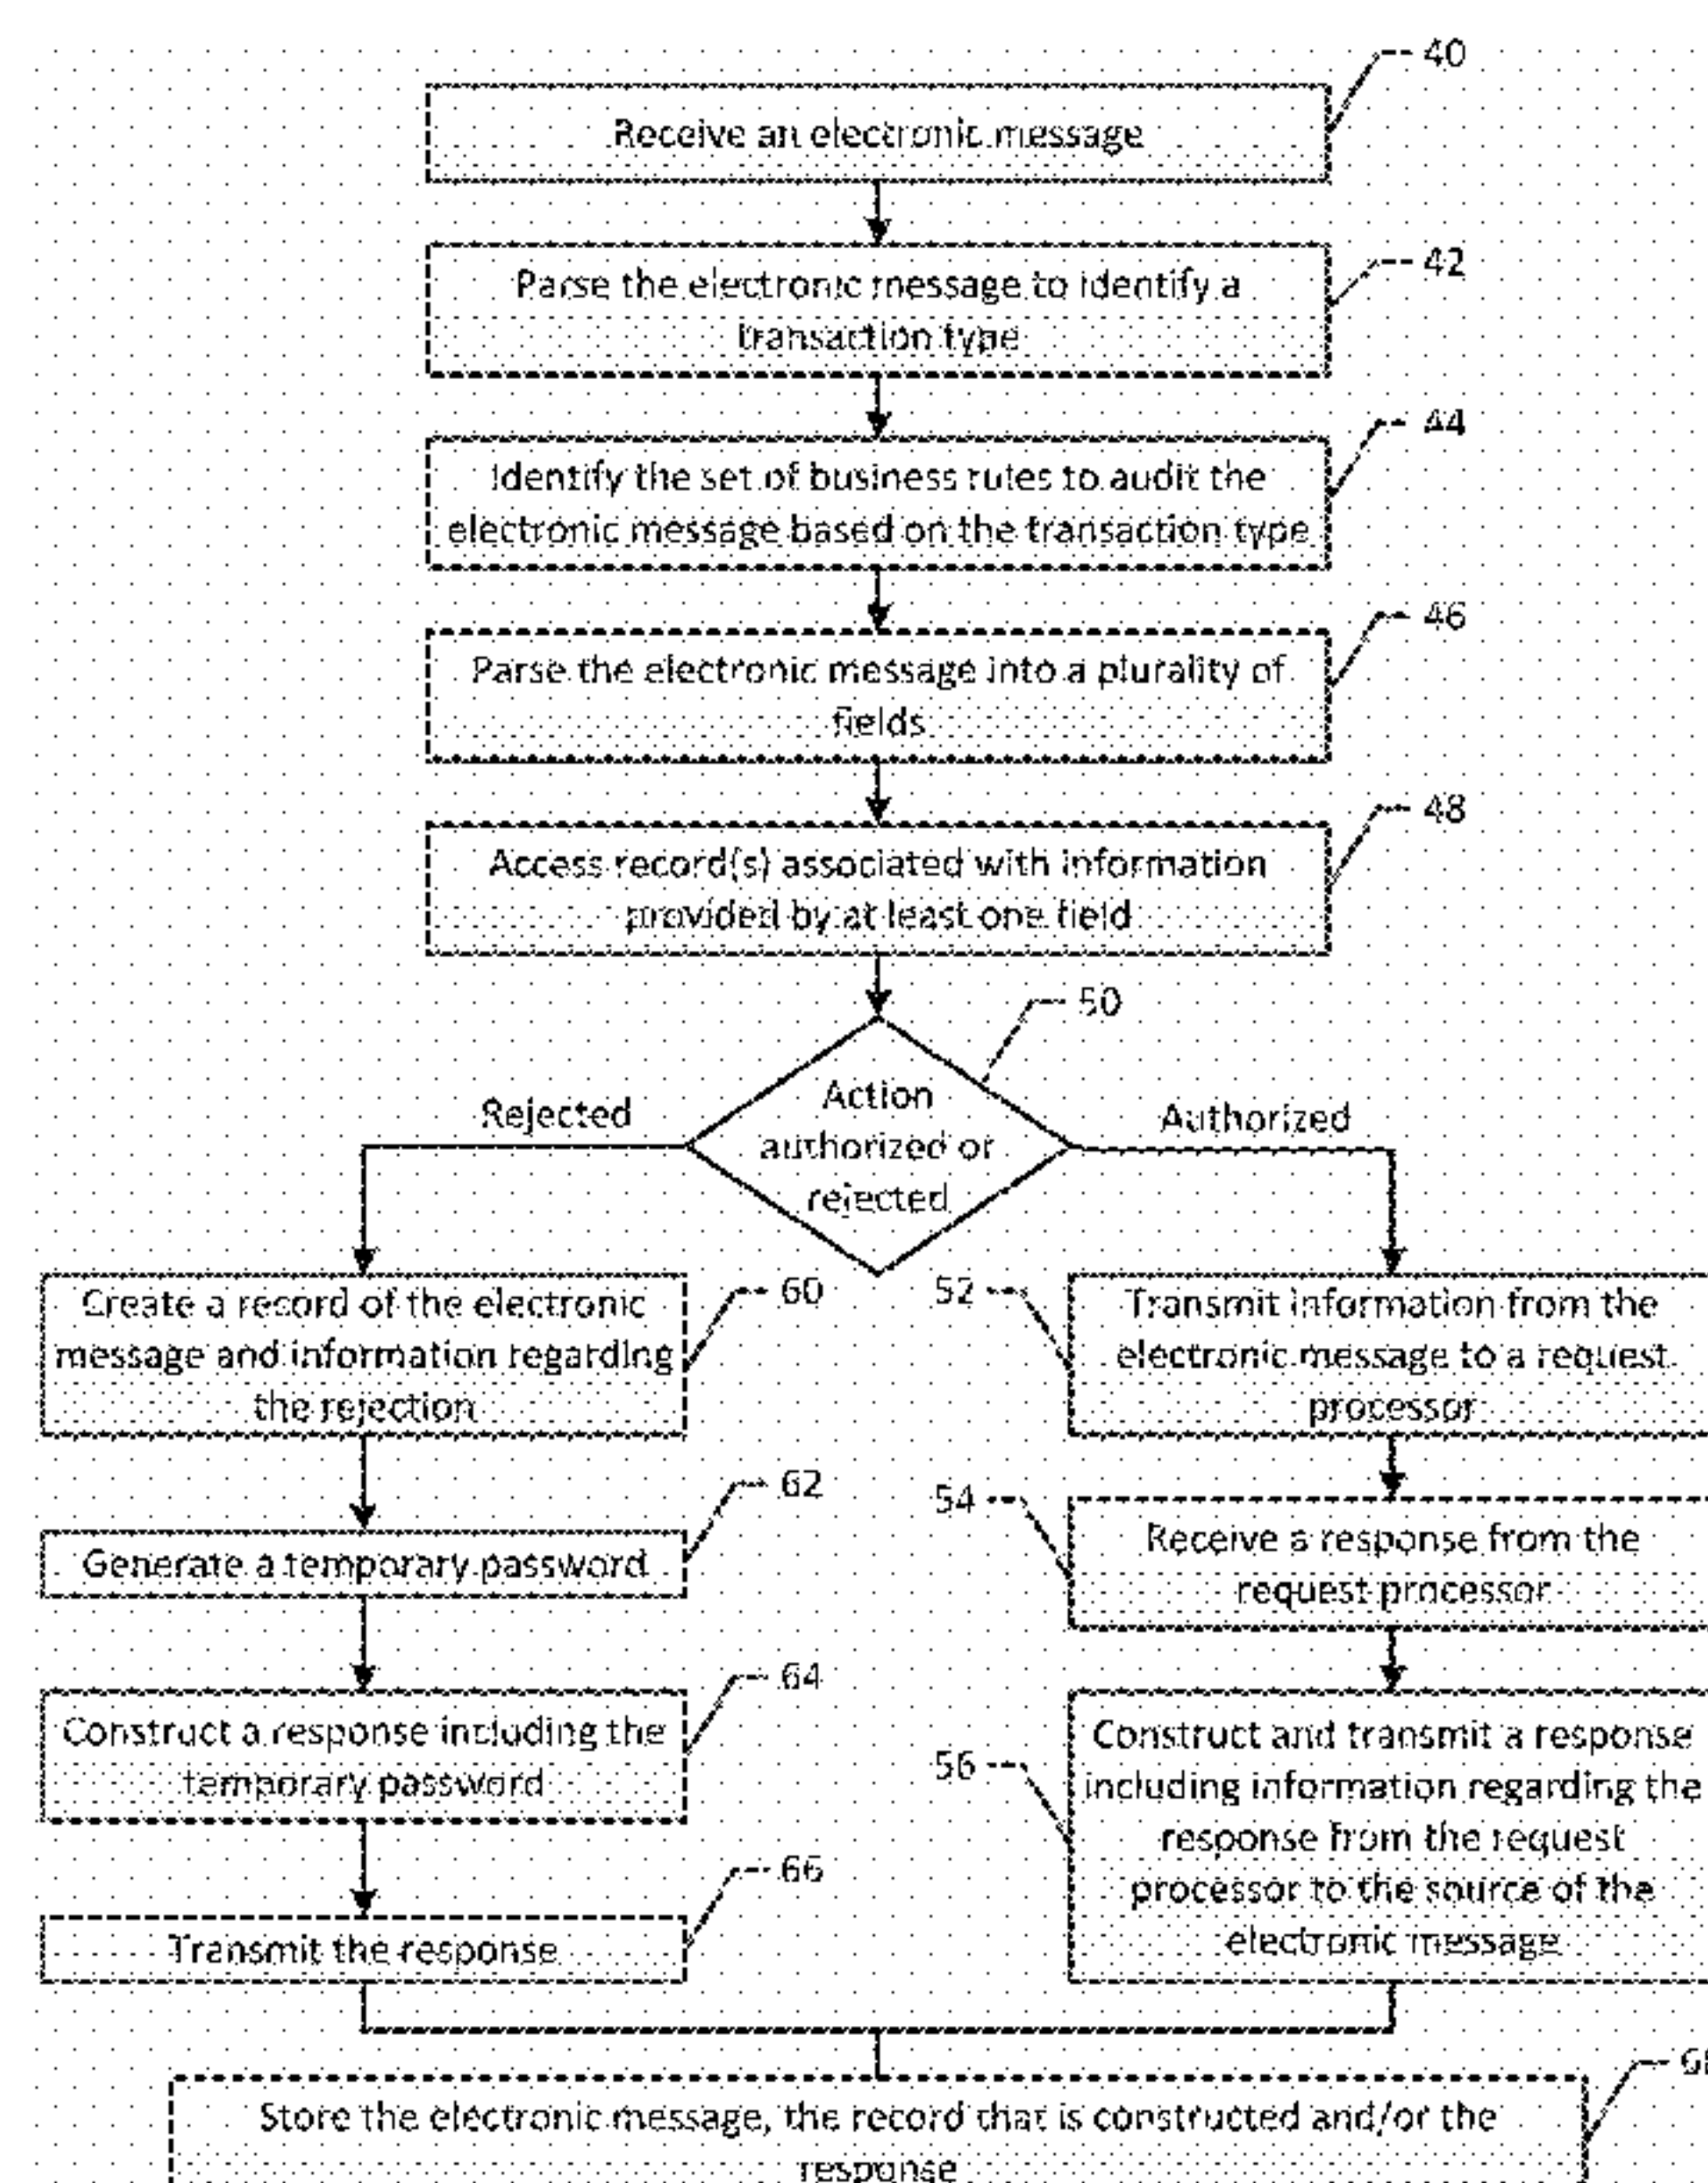 40
Receive an electronic message
42
Parse the electronic message to identify a
transaction type
44
Identify the set of business rules to audit the
electronic message based on the transaction type
46
Parse the electronic message into a plurality of
fields
48
Access record(s) associated with information
provided by at least one field
50
Action
authorized or
rejected
Rejected
Authorized
60
Create a record of the electronic
message and information regarding
the rejection
62
Generate a temporary password
64
Construct a response including the
temporary password
66
Transmit the response
52
Transmit information from the
electronic message to a request
processor
54
Receive a response from the
request processor
56
Construct and transmit a response
including information regarding the
response from the request
processor to the source of the
electronic message
Store the electronic message, the record that is constructed and/or the
response